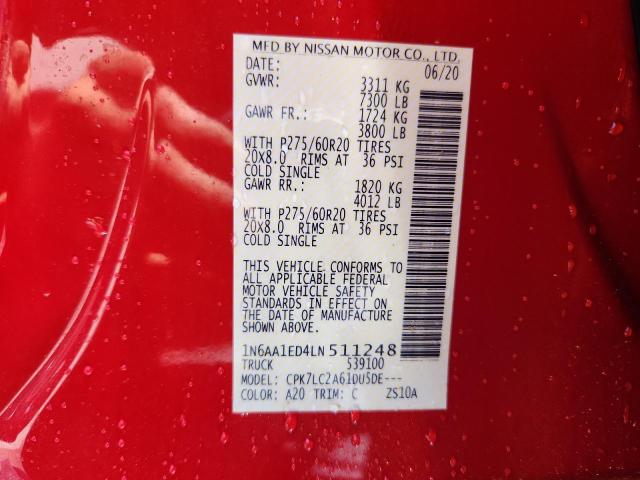 MFD BY NISSAN MOTOR CO., LTD.
DATE: 06/20
GVWR: 3311 KG
7300 LB
GAWR FR.: 1724 KG
3800 LB
WITH P275/60R20 TIRES
20X8.0 RIMS AT 36 PSI
COLD SINGLE
GAWR RR.: 1820 KG
4012 LB
WITH P275/60R20 TIRES
20X8.0 RIMS AT 36 PSI
COLD SINGLE
THIS VEHICLE CONFORMS TO
ALL APPLICABLE FEDERAL
MOTOR VEHICLE SAFETY
STANDARDS IN EFFECT ON
THE DATE OF MANUFACTURE
SHOWN ABOVE.
1N6AA1ED4LN511248
TRUCK 539100
MODEL: CPK7LC2A61DU5DE---
COLOR: A20 TRIM: C ZS10A